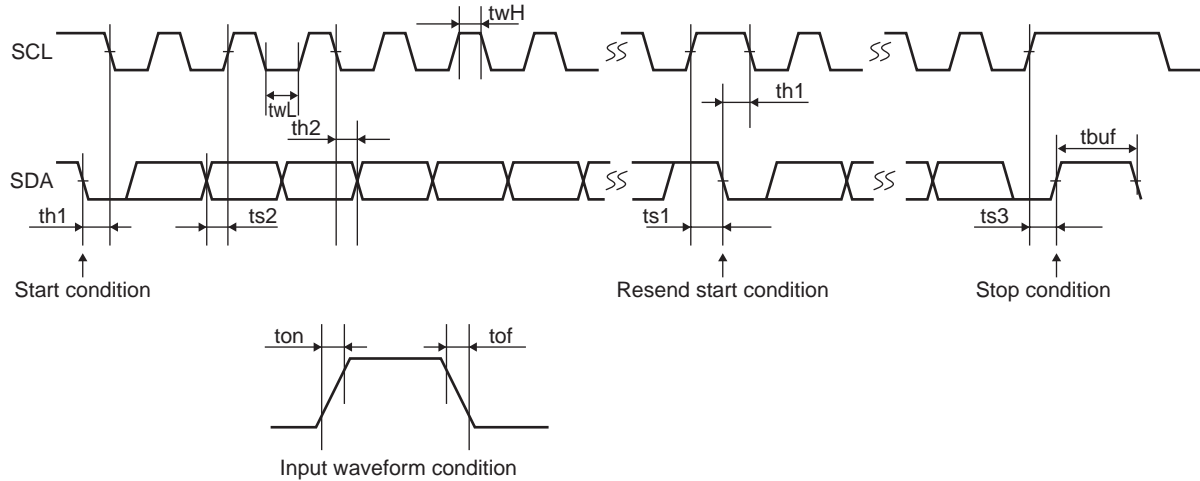 twH
SCL
twL
th1
th2
tbuf
SDA
th1
ts2
ts1
ts3
Start condition
Resend start condition
Stop condition
ton
tof
Input waveform condition